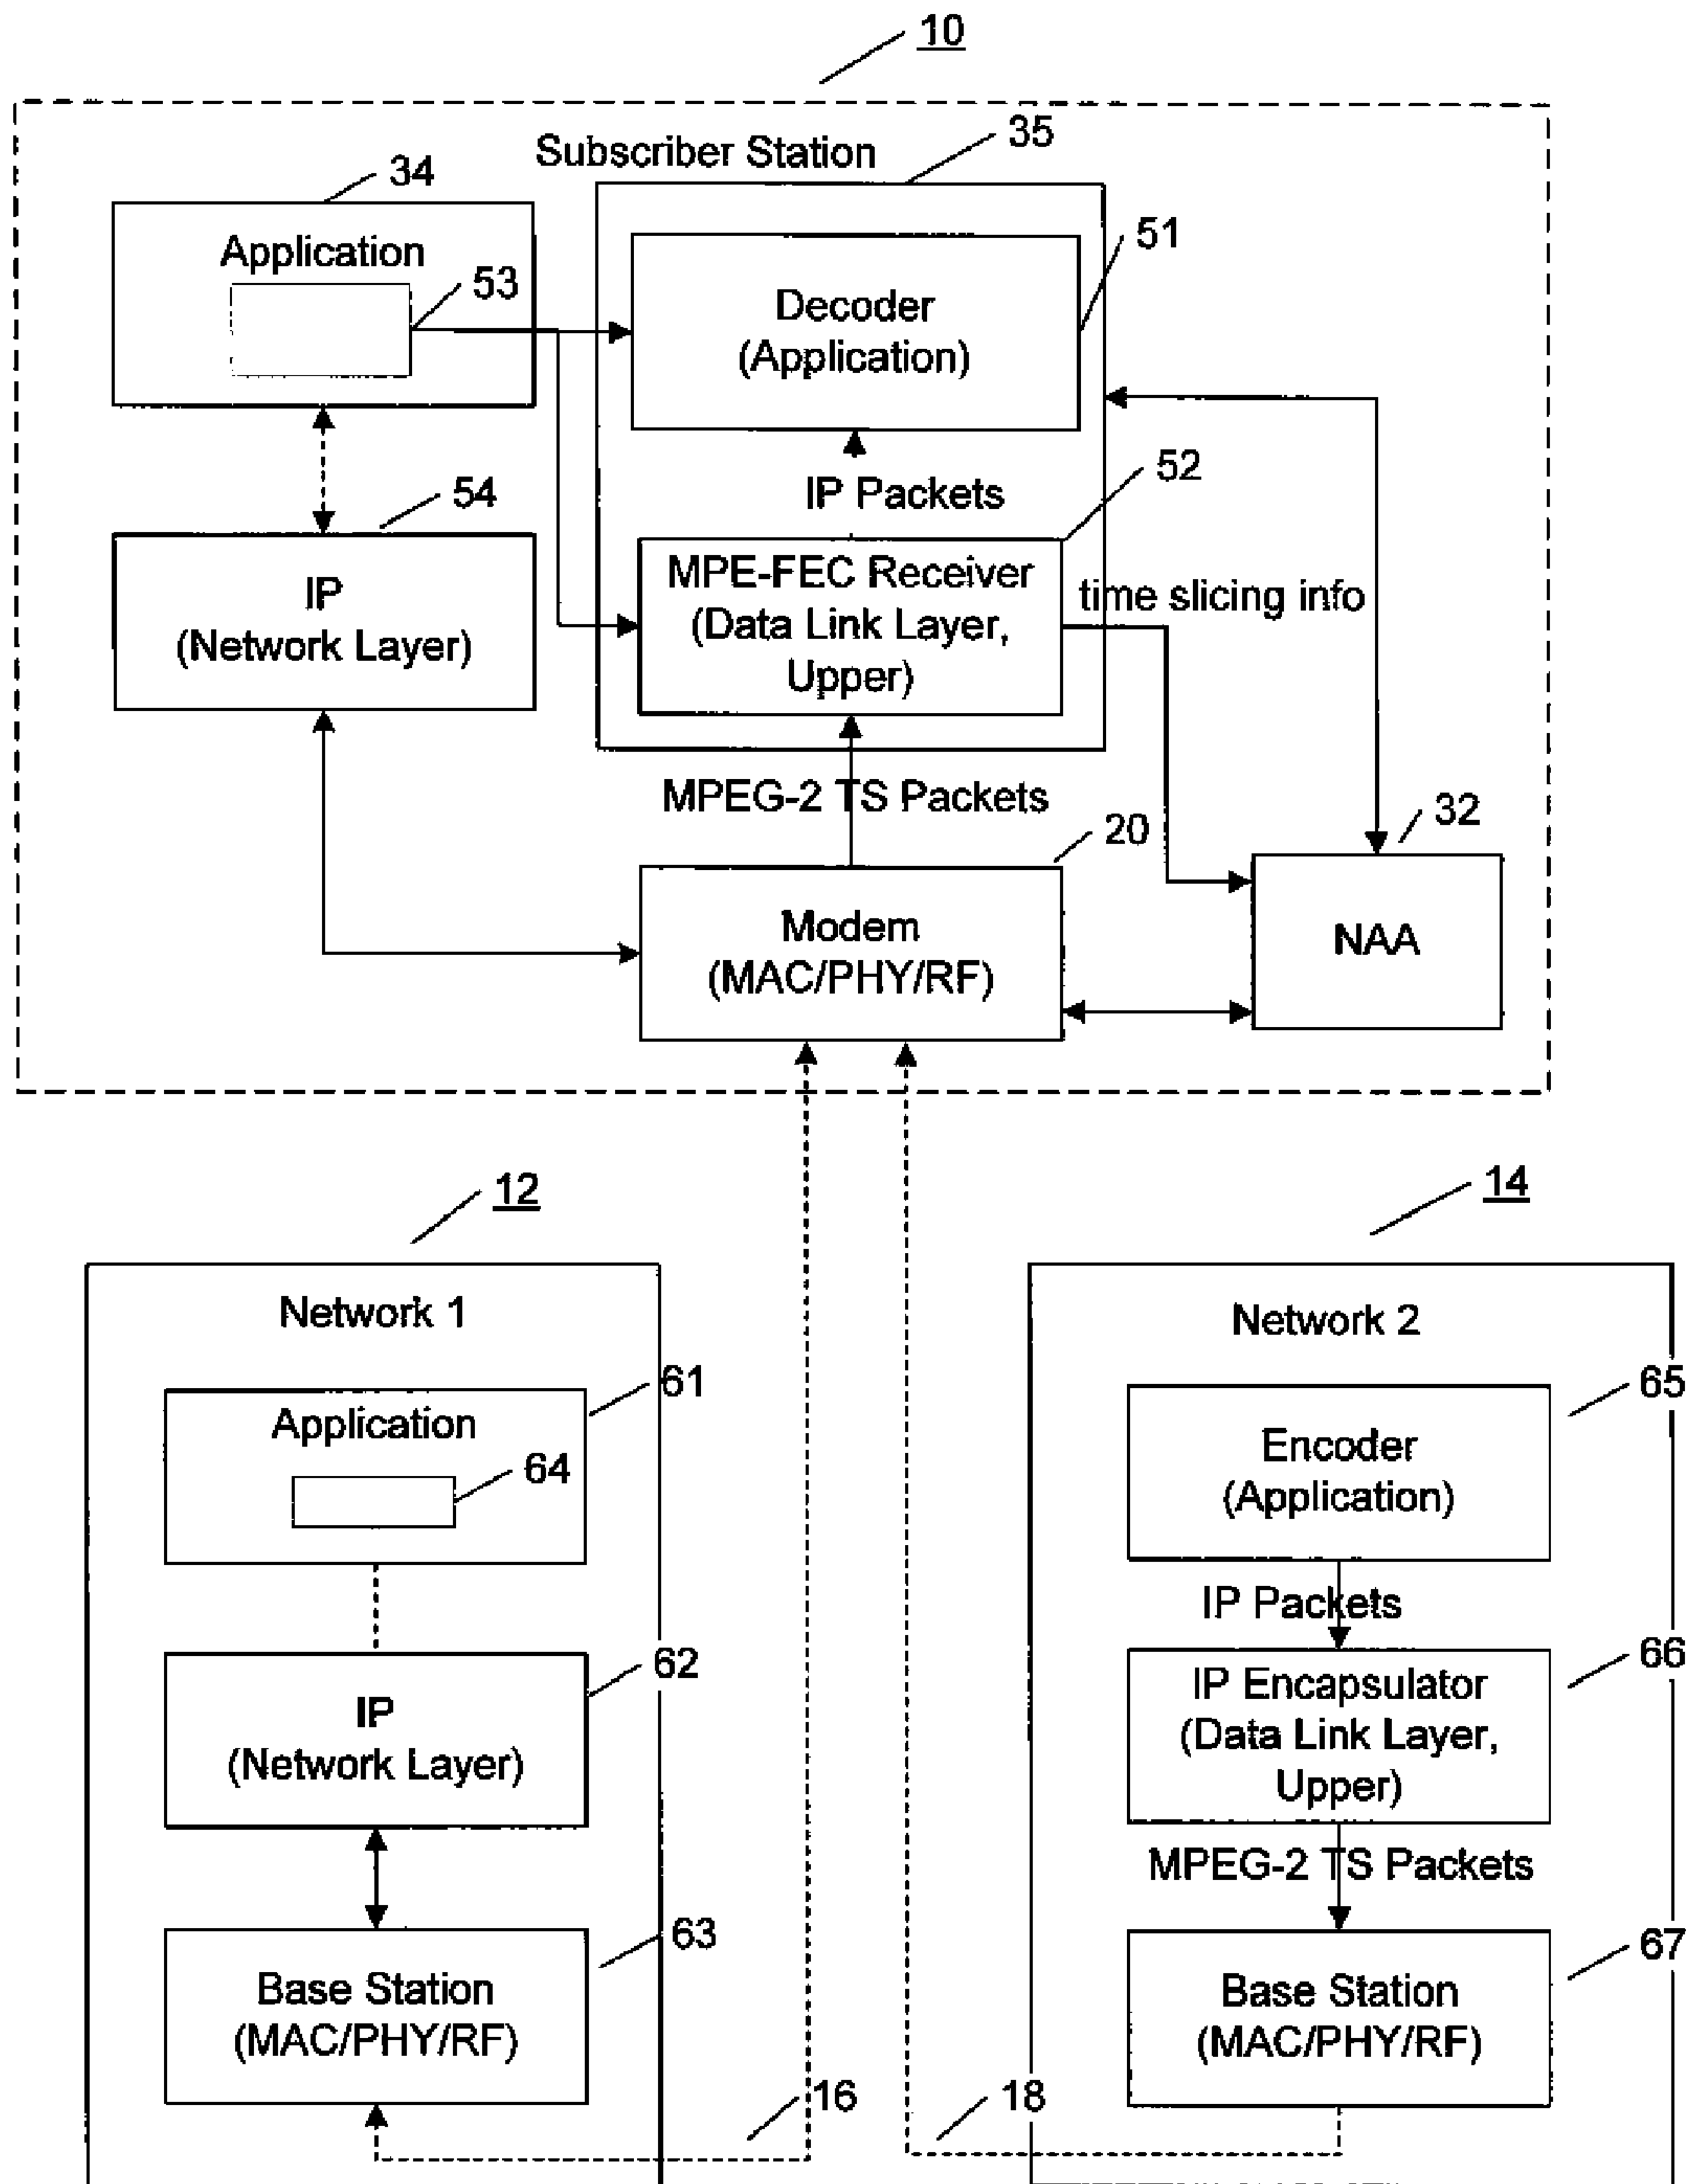 10
Subscriber Station
35
34
Application
53
Decoder
(Application)
51
IP Packets
52
54
IP
(Network Layer)
MPE-FEC Receiver
(Data Link Layer,
Upper)
time slicing info
MPEG-2 TS Packets
20
32
Modem
(MAC/PHY/RF)
NAA
12
14
Network 1
61
Application
64
62
IP
(Network Layer)
63
Base Station
(MAC/PHY/RF)
16
Network 2
65
Encoder
(Application)
IP Packets
66
IP Encapsulator
(Data Link Layer,
Upper)
MPEG-2 TS Packets
67
Base Station
(MAC/PHY/RF)
18